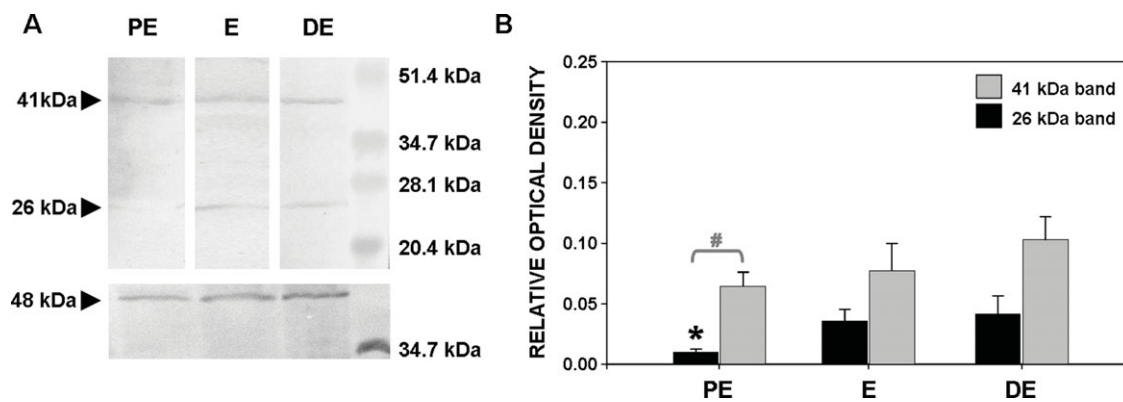 A
PE E DE
41kDa
26 kDa
48 kDa
51.4 kDa
34.7 kDa
28.1 kDa
20.4 kDa
34.7 kDa
B
RELATIVE OPTICAL DENSITY
0.25
0.20
0.15
0.10
0.05
0.00
41 kDa band
26 kDa band
#
*
PE E DE